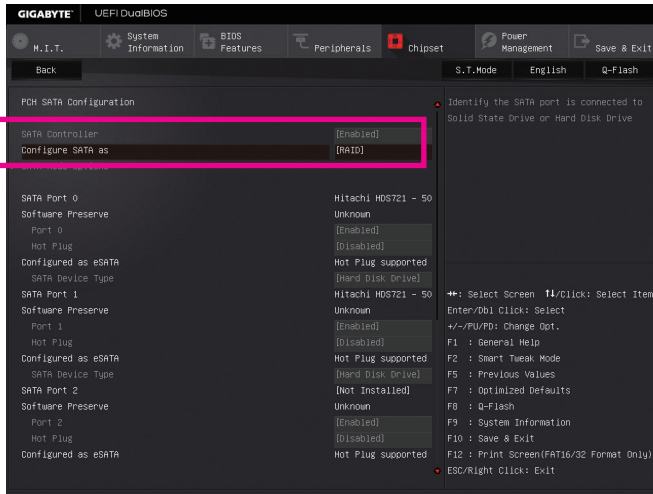 GIGABYTE™ UEFI DualBIOS
M.I.T. System Information BIOS Features Peripherals Chipset Power Management Save & Exit
Back S.T.Mode English Q-Flash
PCH SATA Configuration
Identify the SATA port is connected to
Solid State Drive or Hard Disk Drive
SATA Controller [Enabled]
Configure SATA as [RAID]
SATA Port 0 Hitachi HDS721 - 50
Software Preserve Unknown
Port 0 [Enabled]
Hot Plug [Disabled]
Configured as eSATA Hot Plug supported
SATA Device Type [Hard Disk Drive]
SATA Port 1 Hitachi HDS721 - 50
Software Preserve Unknown
Port 1 [Enabled]
Hot Plug [Disabled]
Configured as eSATA Hot Plug supported
SATA Device Type [Hard Disk Drive]
SATA Port 2 [Not Installed]
Software Preserve Unknown
Port 2 [Enabled]
Hot Plug [Disabled]
Configured as eSATA Hot Plug supported
→←: Select Screen ↑↓/Click: Select Item
Enter/Dbl Click: Select
+/-/PU/PD: Change Opt.
F1 : General Help
F2 : Smart Tweak Mode
F5 : Previous Values
F7 : Optimized Defaults
F8 : Q-Flash
F9 : System Information
F10 : Save & Exit
F12 : Print Screen(FAT16/32 Format Only)
ESC/Right Click: Exit